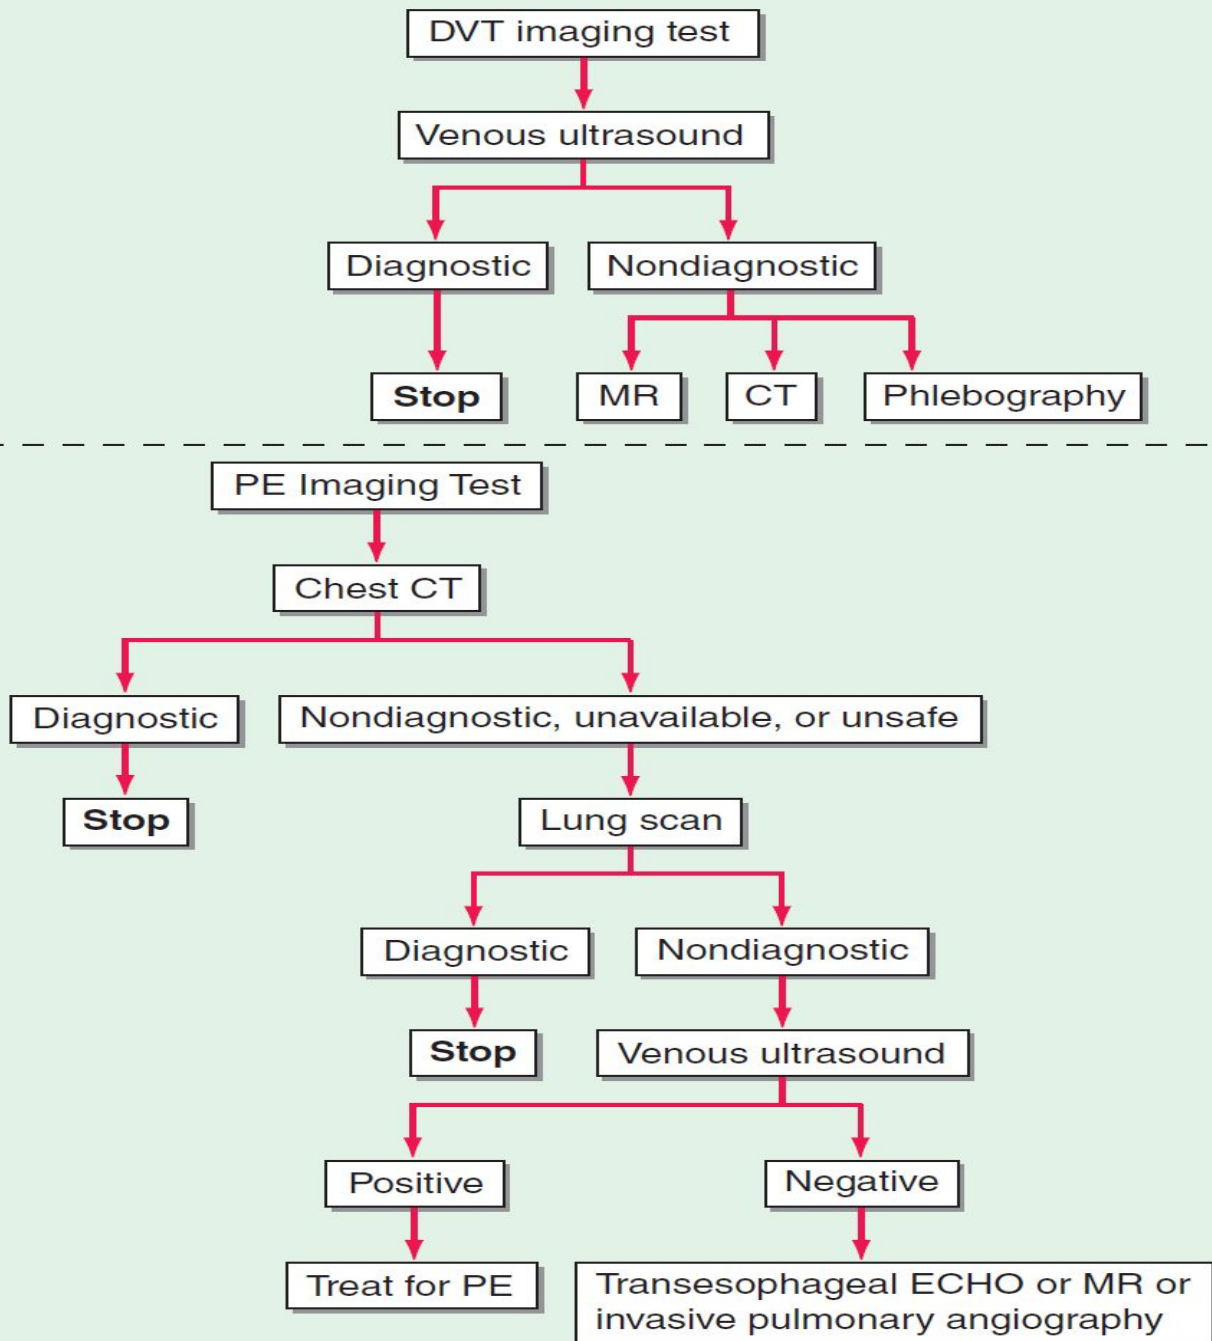 DVT imaging test
Venous ultrasound
Diagnostic
Nondiagnostic
Stop
MR
CT
Phlebography
PE Imaging Test
Chest CT
Diagnostic
Nondiagnostic, unavailable, or unsafe
Stop
Lung scan
Diagnostic
Nondiagnostic
Stop
Venous ultrasound
Positive
Negative
Treat for PE
Transesophageal ECHO or MR or
invasive pulmonary angiography